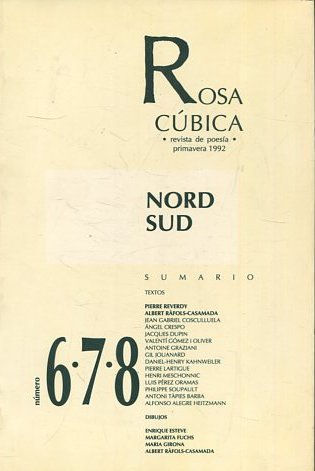 ROSA
CÚBICA
• revista de poesía •
primavera 1992
NORD
SUD
SUMARIO
TEXTOS
PIERRE REVERDY
ALBERT RÀFOLS-CASAMADA
JEAN GABRIEL COSCULLUELA
ÁNGEL CRESPO
JACQUES DUPIN
VALENTÍ GÓMEZ I OLIVER
ANTOINE GRAZIANI
GIL JOUANARD
DANIEL-HENRY KAHNWEILER
PIERRE LARTIGUE
HENRI MESCHONNIC
LUIS PÉREZ ORAMAS
PHILIPPE SOUPAULT
ANTONI TÀPIES BARBA
ALFONSO ALEGRE HEITZMANN
número
6·7·8
DIBUJOS
ENRIQUE ESTEVE
MARGARITA FUCHS
MARIA GIRONA
ALBERT RÀFOLS-CASAMADA